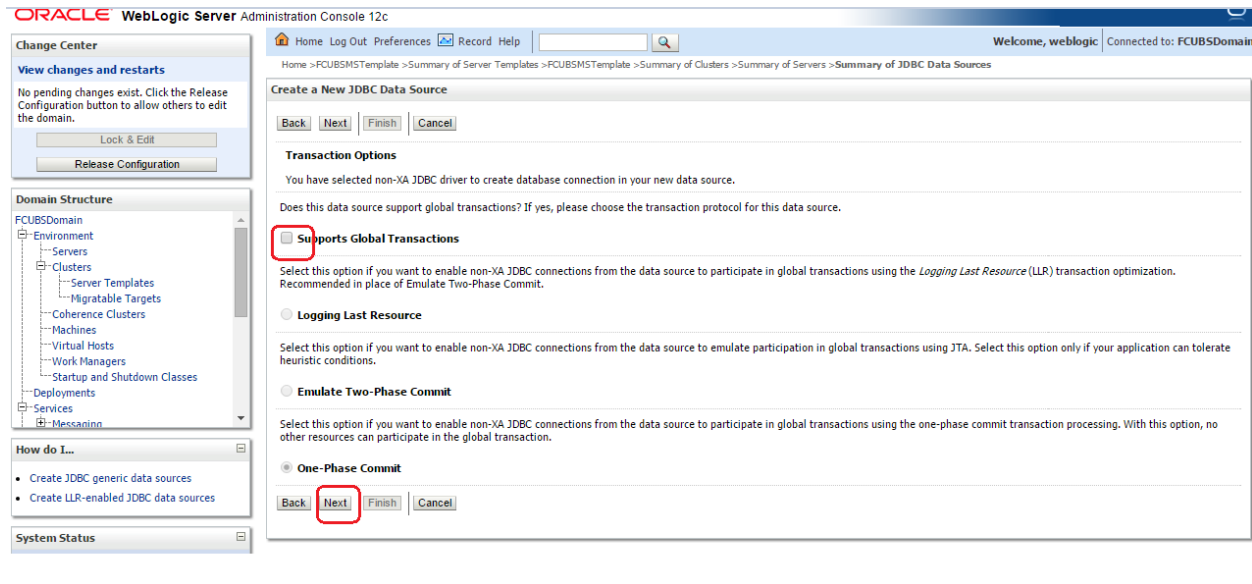 ORACLE WebLogic Server Administration Console 12c
Change Center
View changes and restarts
No pending changes exist. Click the Release
Configuration button to allow others to edit
the domain.
Lock & Edit
Release Configuration
Domain Structure
FCUBSDomain
Environment
Servers
Clusters
Server Templates
Migratable Targets
Coherence Clusters
Machines
Virtual Hosts
Work Managers
Startup and Shutdown Classes
Deployments
Services
Messaging
How do I...
Create JDBC generic data sources
Create LLR-enabled JDBC data sources
System Status
Home Log Out Preferences Record Help
Welcome, weblogic Connected to: FCUBSDomain
Home >FCUBSMSTemplate >Summary of Server Templates >FCUBSMSTemplate >Summary of Clusters >Summary of Servers >Summary of JDBC Data Sources
Create a New JDBC Data Source
Back Next Finish Cancel
Transaction Options
You have selected non-XA JDBC driver to create database connection in your new data source.
Does this data source support global transactions? If yes, please choose the transaction protocol for this data source.
Supports Global Transactions
Select this option if you want to enable non-XA JDBC connections from the data source to participate in global transactions using the Logging Last Resource (LLR) transaction optimization.
Recommended in place of Emulate Two-Phase Commit.
Logging Last Resource
Select this option if you want to enable non-XA JDBC connections from the data source to emulate participation in global transactions using JTA. Select this option only if your application can tolerate
heuristic conditions.
Emulate Two-Phase Commit
Select this option if you want to enable non-XA JDBC connections from the data source to participate in global transactions using the one-phase commit transaction processing. With this option, no
other resources can participate in the global transaction.
One-Phase Commit
Back Next Finish Cancel